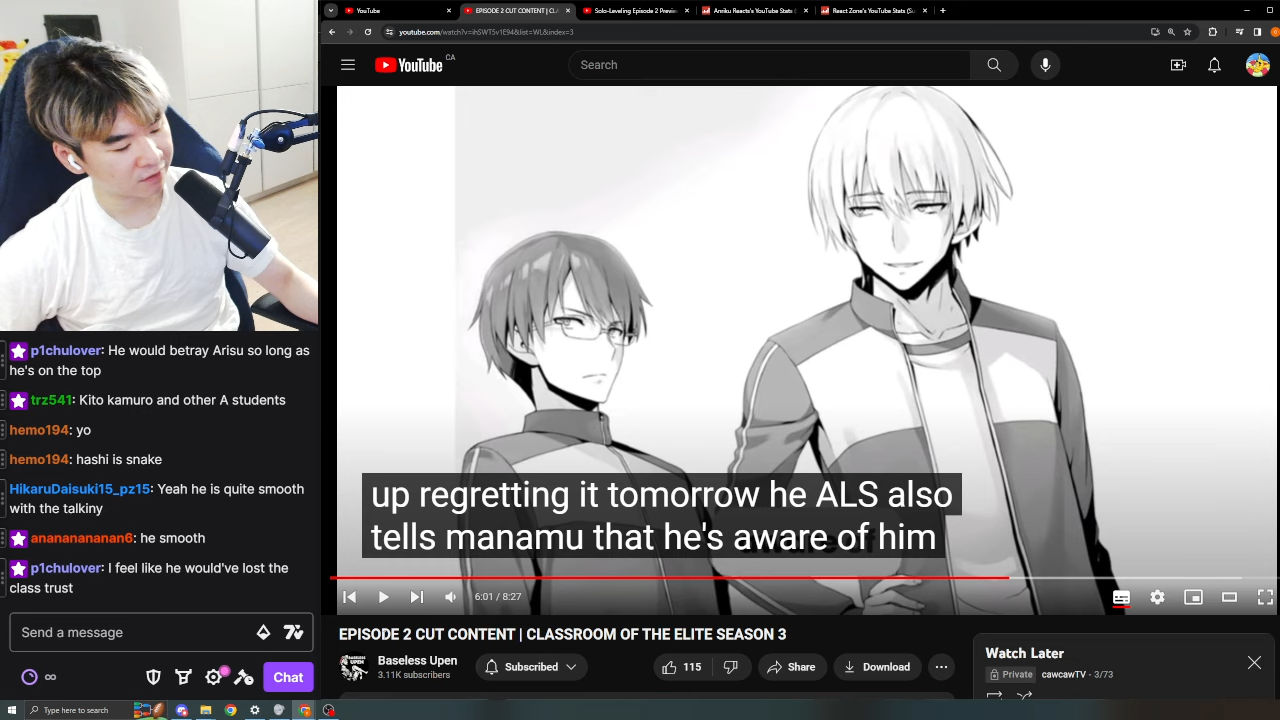 YouTube
EPISODE 2 CUT CONTENT | CL
Solo-Leveling Episode 2 Previe
Anriku Reacts's YouTube Stats (
React Zone's YouTube Stats (Su
youtube.com/watch?v=ihSWT5v1E94&list=WL&index=3
YouTube CA
Search
up regretting it tomorrow he ALS also
tells manamu that he's aware of him
6:01 / 8:27
EPISODE 2 CUT CONTENT | CLASSROOM OF THE ELITE SEASON 3
BASELESS UPEN
Baseless Upen
3.11K subscribers
Subscribed
115
Share
Download
Watch Later
Private cawcawTV - 3/73
p1chulover: He would betray Arisu so long as
he's on the top
trz541: Kito kamuro and other A students
hemo194: yo
hemo194: hashi is snake
HikaruDaisuki15_pz15: Yeah he is quite smooth
with the talkiny
anananananan6: he smooth
p1chulover: I feel like he would've lost the
class trust
Send a message
∞
Chat
Type here to search